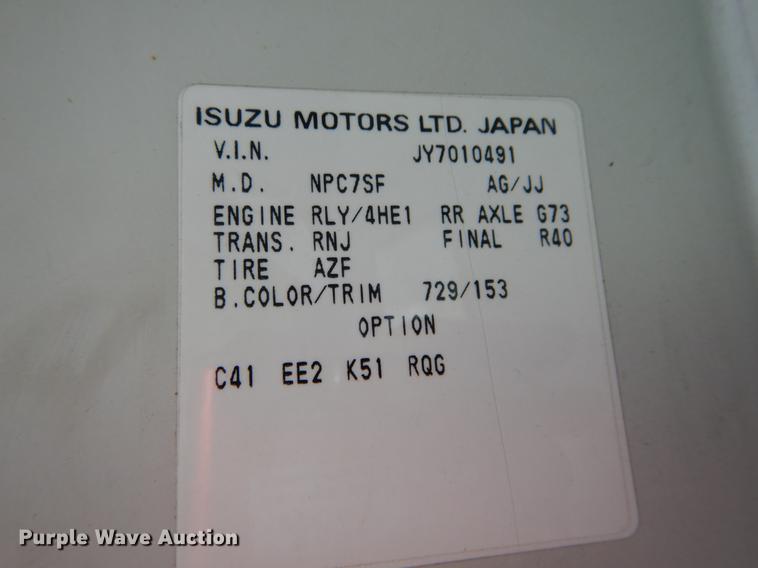 ISUZU MOTORS LTD. JAPAN
V.I.N. JY7010491
M.D. NPC7SF AG/JJ
ENGINE RLY/4HE1 RR AXLE G73
TRANS. RNJ FINAL R40
TIRE AZF
B.COLOR/TRIM 729/153
OPTION
C41 EE2 K51 RQG
Purple Wave Auction